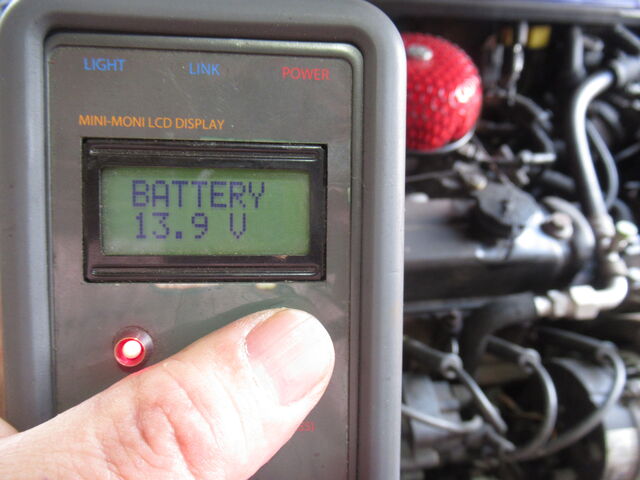 LIGHT LINK POWER
MINI-MONI LCD DISPLAY
BATTERY
13.9 V